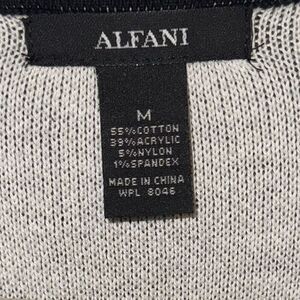 ALFANI
M
55%COTTON
39%ACRYLIC
5%NYLON
1%SPANDEX
MADE IN CHINA
WPL 8046